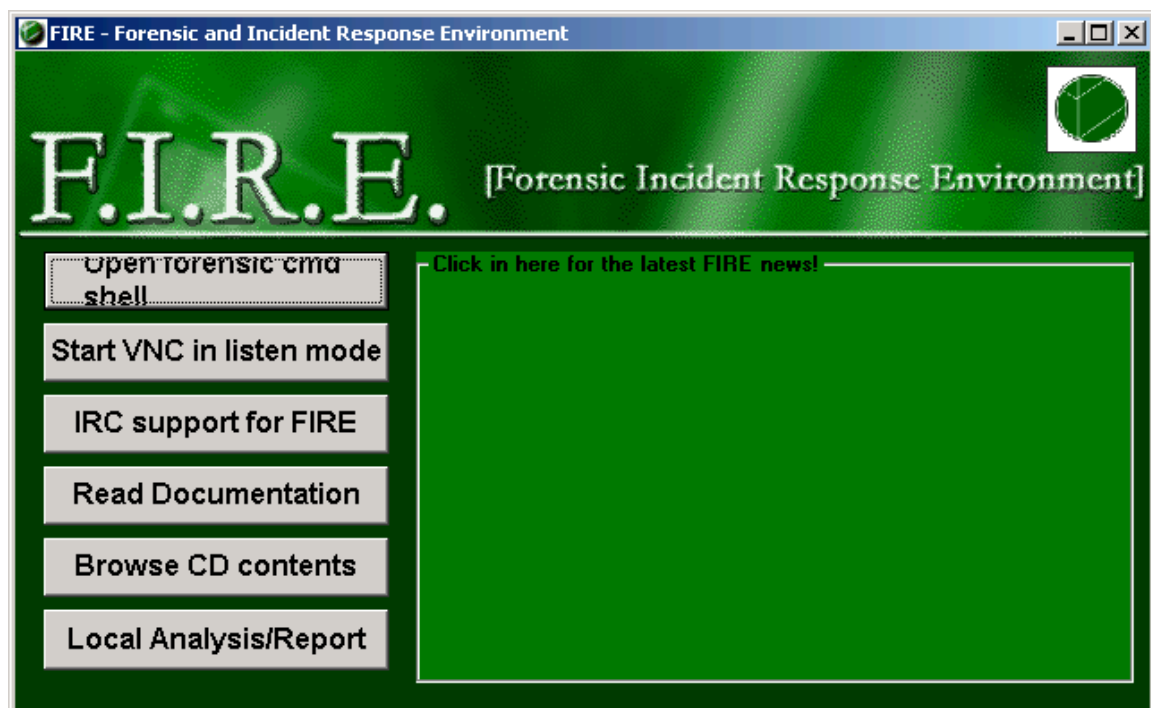 FIRE - Forensic and Incident Response Environment
F.I.R.E.
[Forensic Incident Response Environment]
Open forensic cmd
shell
Click in here for the latest FIRE news!
Start VNC in listen mode
IRC support for FIRE
Read Documentation
Browse CD contents
Local Analysis/Report